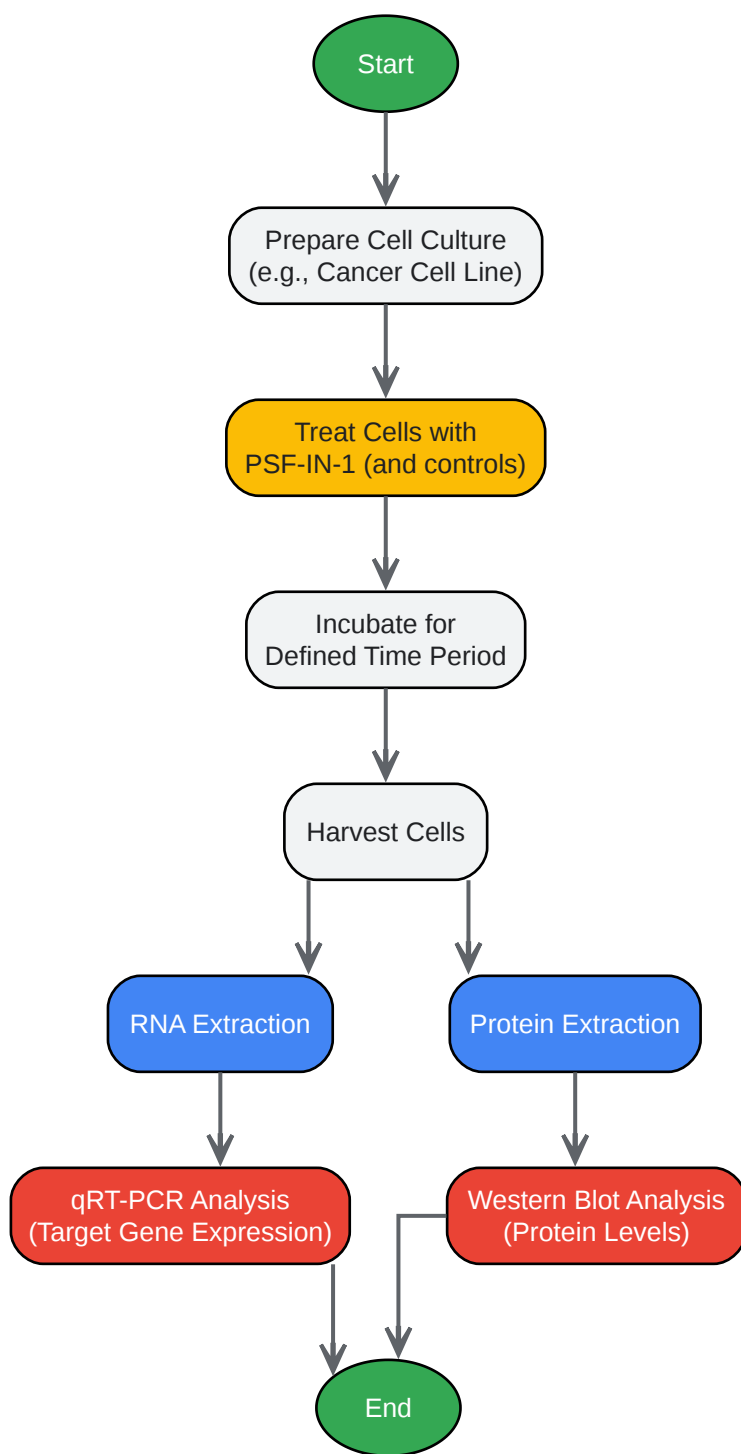 Start
Prepare Cell Culture
(e.g., Cancer Cell Line)
Treat Cells with
PSF-IN-1 (and controls)
Incubate for
Defined Time Period
Harvest Cells
RNA Extraction
Protein Extraction
qRT-PCR Analysis
(Target Gene Expression)
Western Blot Analysis
(Protein Levels)
End